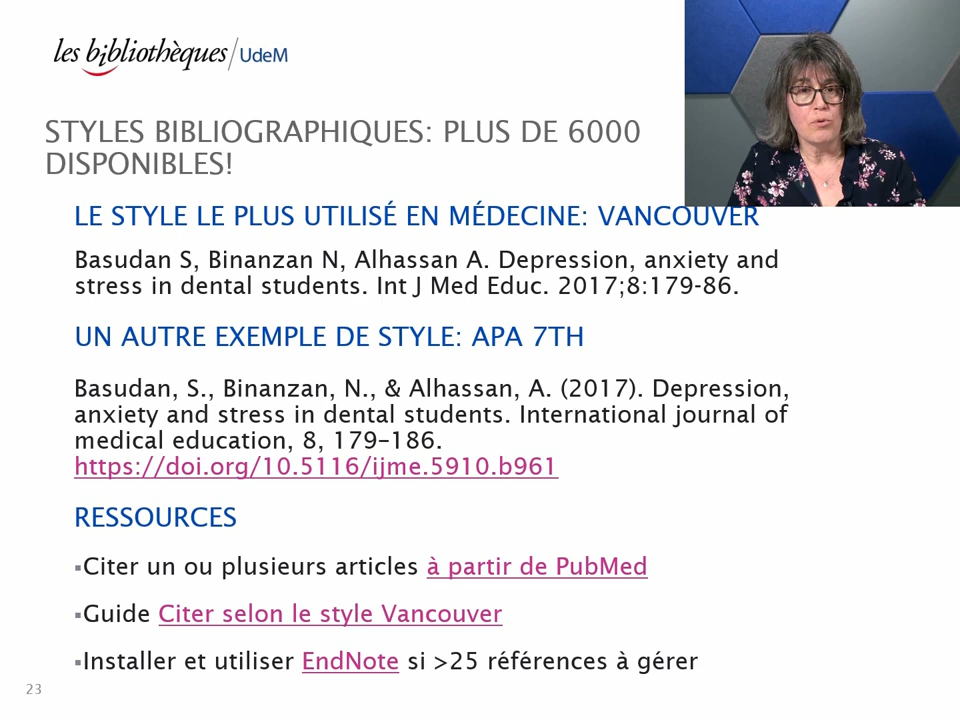 les bibliothèques/UdeM
STYLES BIBLIOGRAPHIQUES: PLUS DE 6000
DISPONIBLES!
LE STYLE LE PLUS UTILISÉ EN MÉDECINE: VANCOUVER
Basudan S, Binanzan N, Alhassan A. Depression, anxiety and
stress in dental students. Int J Med Educ. 2017;8:179-86.
UN AUTRE EXEMPLE DE STYLE: APA 7TH
Basudan, S., Binanzan, N., & Alhassan, A. (2017). Depression,
anxiety and stress in dental students. International journal of
medical education, 8, 179–186.
https://doi.org/10.5116/ijme.5910.b961
RESSOURCES
▪Citer un ou plusieurs articles à partir de PubMed
▪Guide Citer selon le style Vancouver
▪Installer et utiliser EndNote si >25 références à gérer
23